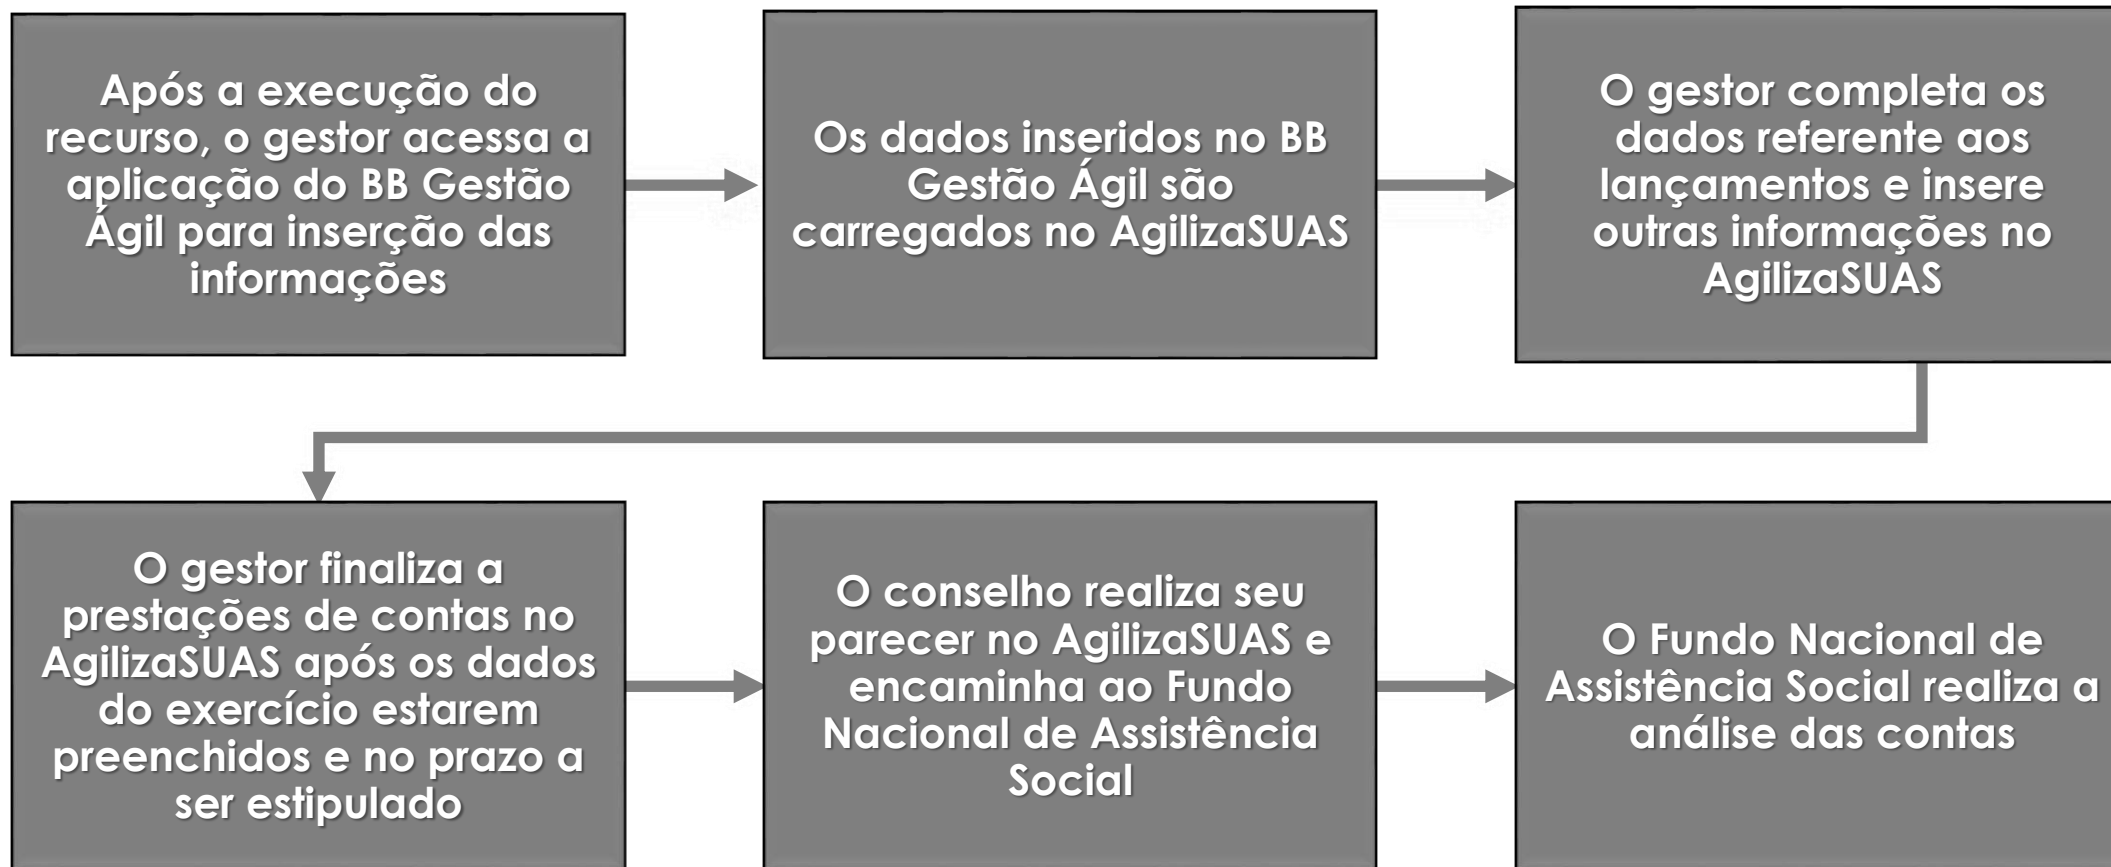 Após a execução do
recurso, o gestor acessa a
aplicação do BB Gestão
Ágil para inserção das
informações
Os dados inseridos no BB
Gestão Ágil são
carregados no AgilizaSUAS
O gestor completa os
dados referente aos
lançamentos e insere
outras informações no
AgilizaSUAS
O gestor finaliza a
prestações de contas no
AgilizaSUAS após os dados
do exercício estarem
preenchidos e no prazo a
ser estipulado
O conselho realiza seu
parecer no AgilizaSUAS e
encaminha ao Fundo
Nacional de Assistência
Social
O Fundo Nacional de
Assistência Social realiza a
análise das contas